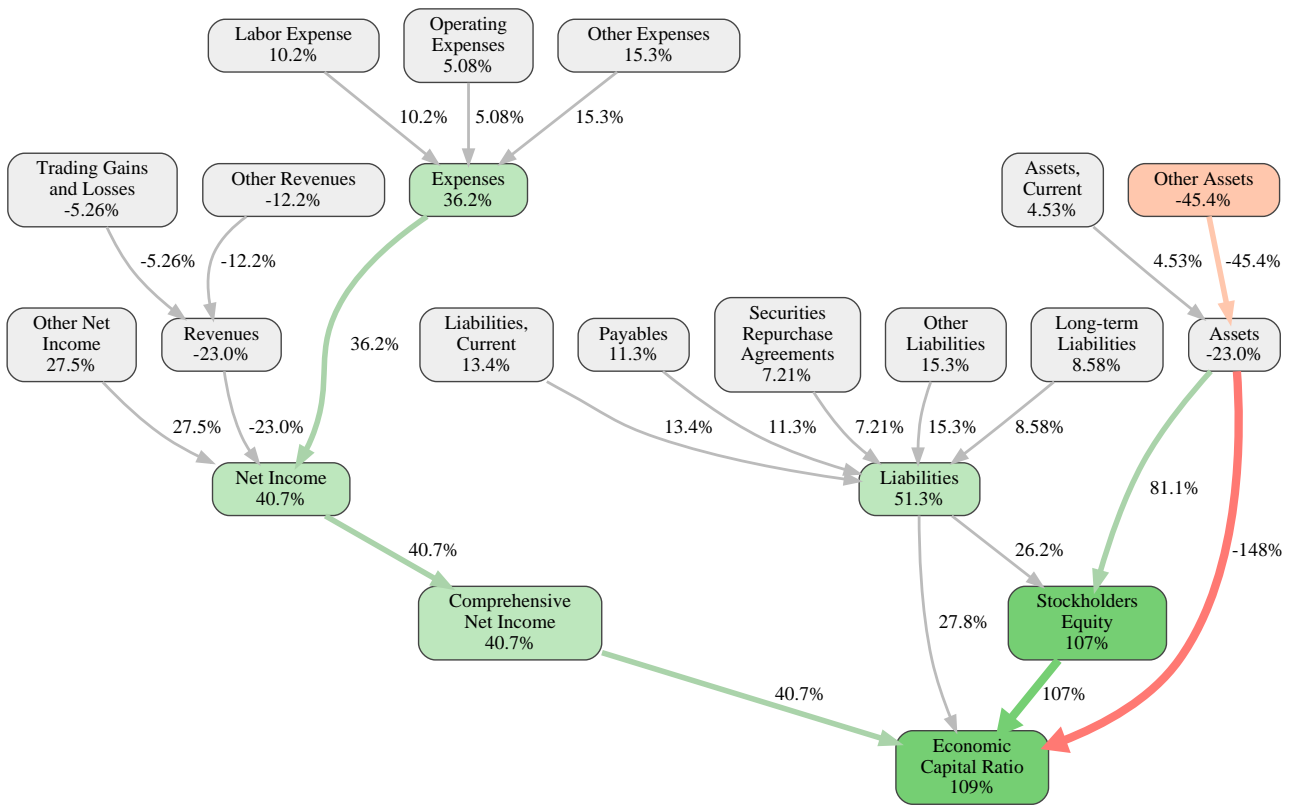 Labor Expense
10.2%
Operating
Expenses
5.08%
Other Expenses
15.3%
10.2%
5.08%
15.3%
Trading Gains
and Losses
-5.26%
Other Revenues
-12.2%
Expenses
36.2%
Assets,
Current
4.53%
Other Assets
-45.4%
-5.26%
-12.2%
4.53%
-45.4%
Other Net
Income
27.5%
Revenues
-23.0%
36.2%
Liabilities,
Current
13.4%
Payables
11.3%
Securities
Repurchase
Agreements
7.21%
Other
Liabilities
15.3%
Long-term
Liabilities
8.58%
Assets
-23.0%
27.5%
-23.0%
13.4%
11.3%
7.21%
15.3%
8.58%
Net Income
40.7%
Liabilities
51.3%
81.1%
40.7%
26.2%
-148%
Comprehensive
Net Income
40.7%
27.8%
Stockholders
Equity
107%
40.7%
107%
Economic
Capital Ratio
109%